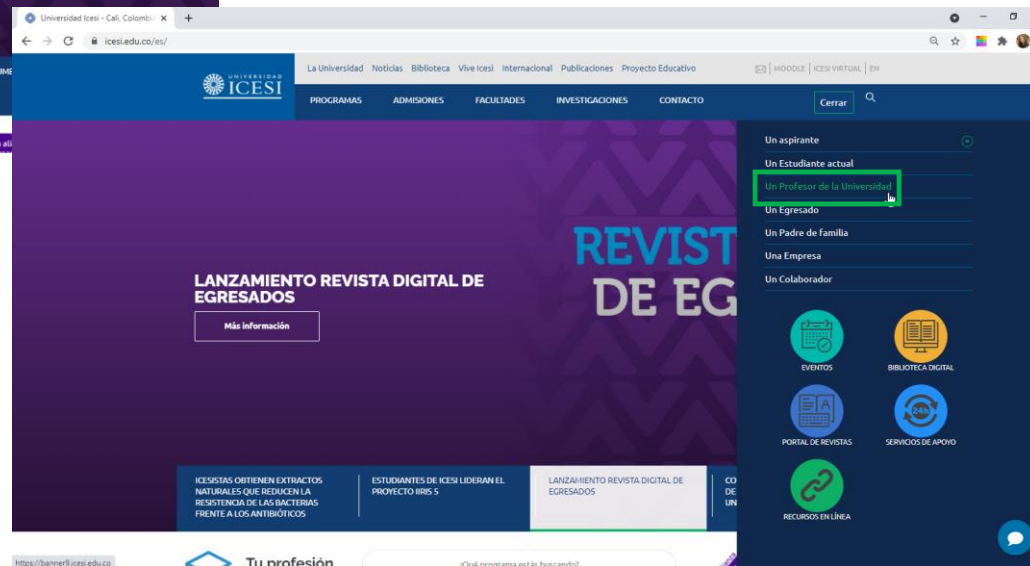 Universidad Icesi - Cali, Colombi
icesi.edu.co/es/
La Universidad Noticias Biblioteca Vive Icesi Internacional Publicaciones Proyecto Educativo
MOODLE | ICESI VIRTUAL | EN
UNIVERSIDAD
ICESI
PROGRAMAS ADMISIONES FACULTADES INVESTIGACIONES CONTACTO
Cerrar
Un aspirante
Un Estudiante actual
Un Profesor de la Universidad
Un Egresado
Un Padre de familia
Una Empresa
Un Colaborador
REVIST
DE EG
LANZAMIENTO REVISTA DIGITAL DE
EGRESADOS
Más información
EVENTOS
BIBLIOTECA DIGITAL
24h
PORTAL DE REVISTAS
SERVICIOS DE APOYO
RECURSOS EN LÍNEA
ICESISTAS OBTIENEN EXTRACTOS
NATURALES QUE REDUCEN LA
RESISTENCIA DE LAS BACTERIAS
FRENTE A LOS ANTIBIÓTICOS
ESTUDIANTES DE ICESI LIDERAN EL
PROYECTO IIRIS 5
LANZAMIENTO REVISTA DIGITAL DE
EGRESADOS
CO
DE
UN
Tu profesión
¿Qué programa estás buscando?
https://banner9.icesi.edu.co